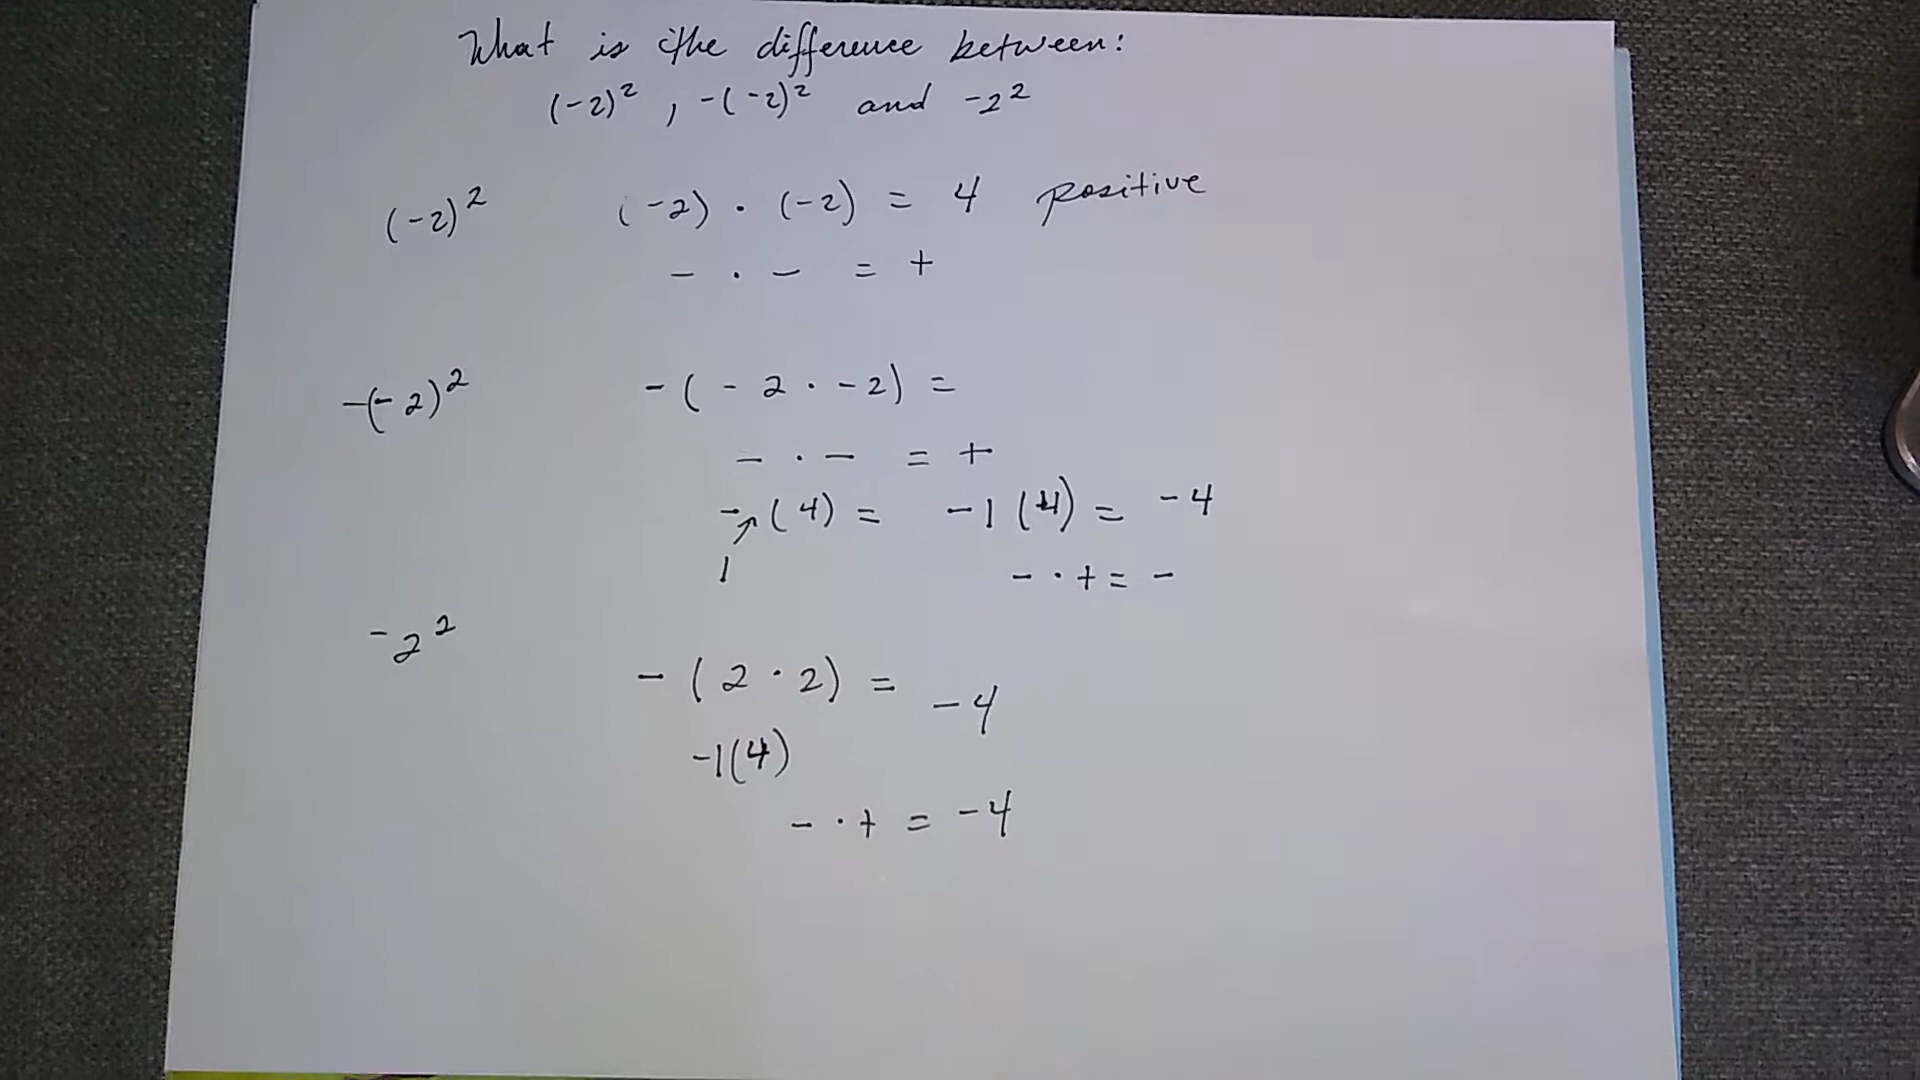 What is the difference between:
(-2)² , -(-2)² and -2²
(-2)² (-2) · (-2) = 4 positive
- · - = +
-(-2)² -( - 2 · -2) =
- · - = +
- (4) = -1 (4) = -4
1 - · + = -
-2²
- ( 2 · 2) = -4
-1(4)
- · + = -4